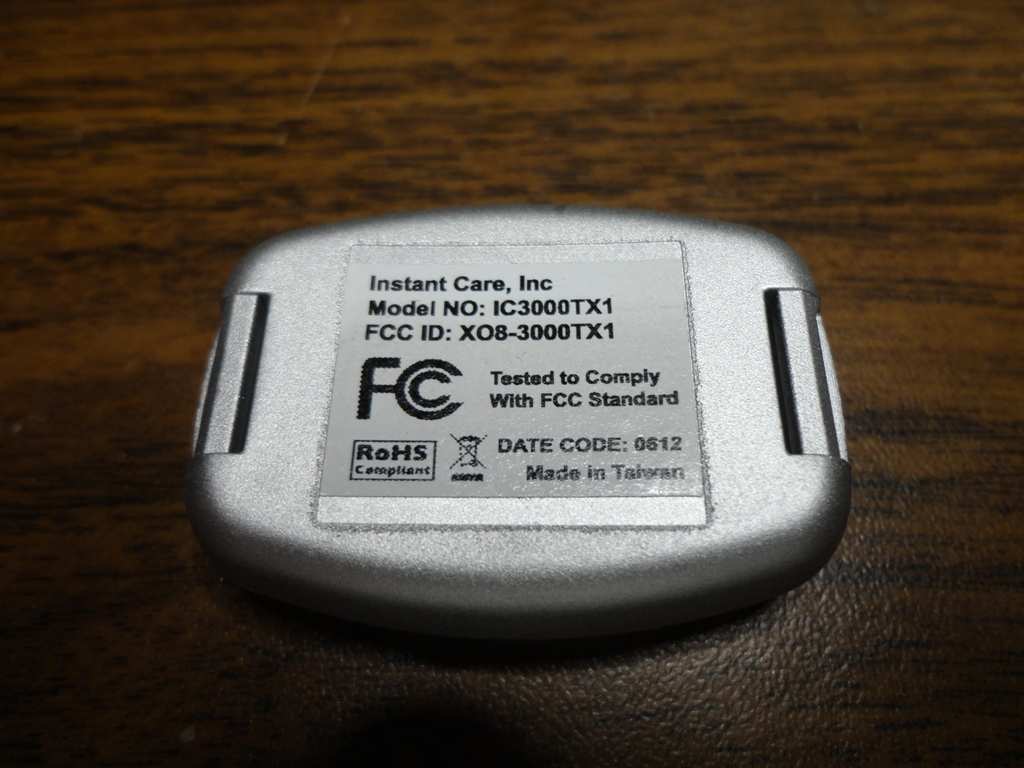 Instant Care, Inc
Model NO: IC3000TX1
FCC ID: XO8-3000TX1
FC
Tested to Comply
With FCC Standard
RoHS
Compliant
DATE CODE: 0612
Made in Taiwan